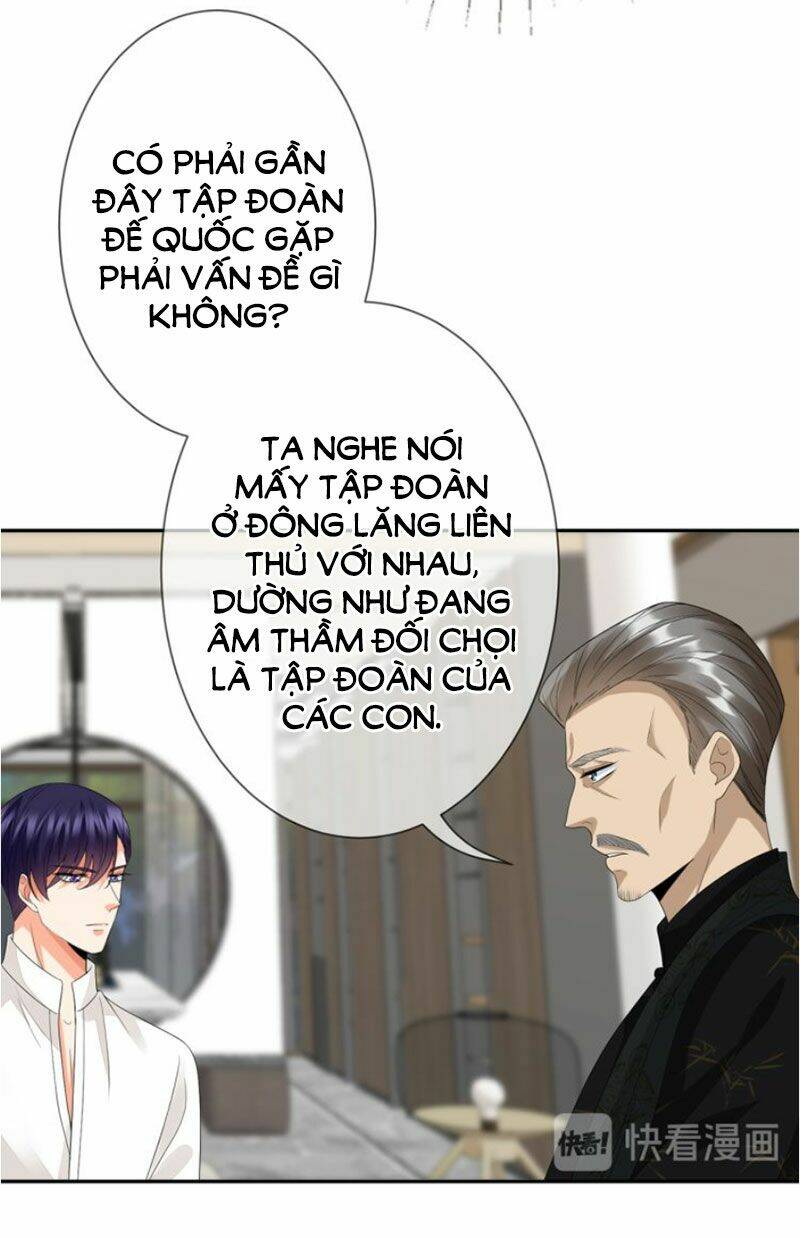 CÓ PHẢI GẦN
ĐÂY TẬP ĐOÀN
ĐẾ QUỐC GẶP
PHẢI VẤN ĐỀ GÌ
KHÔNG?
TA NGHE NÓI
MẤY TẬP ĐOÀN
Ở ĐÔNG LĂNG LIÊN
THỦ VỚI NHAU,
DƯỜNG NHƯ ĐANG
ÂM THẦM ĐỐI CHỌI
LÀ TẬP ĐOÀN CỦA
CÁC CON.
快看! 快看漫画